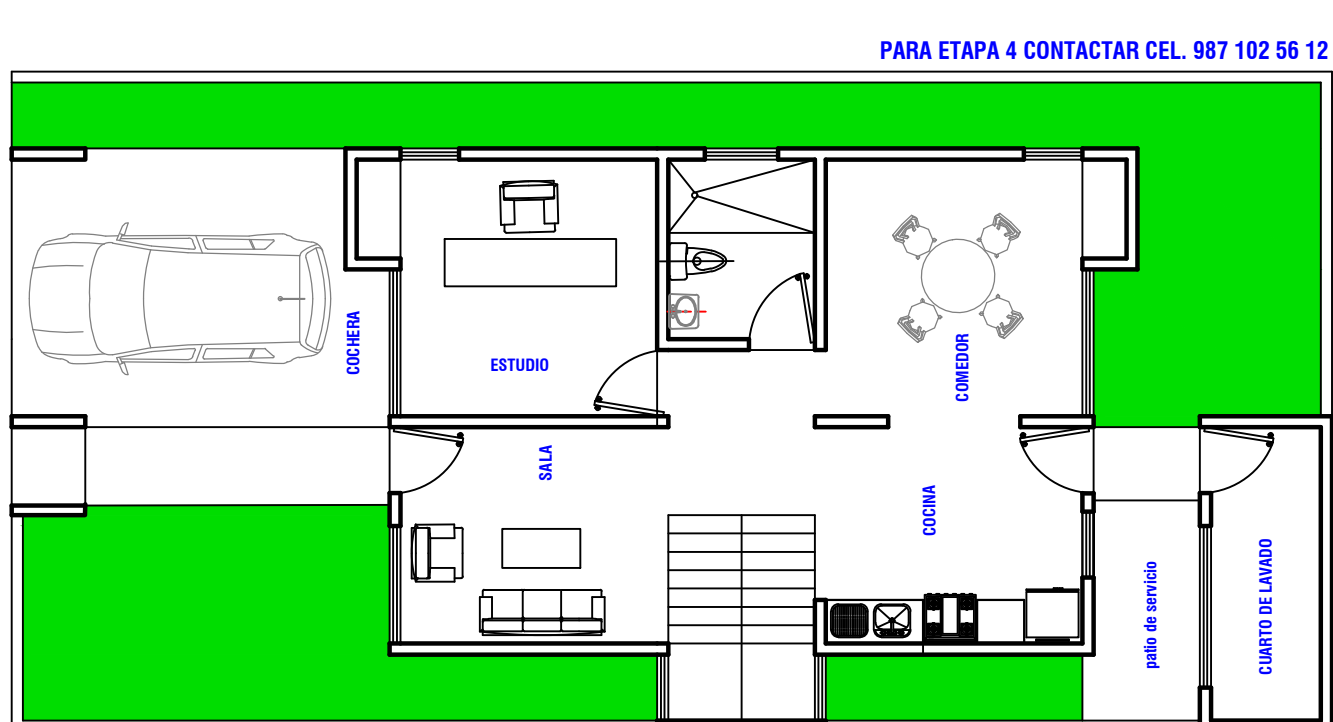 PARA ETAPA 4 CONTACTAR CEL. 987 102 56 12
COCHERA
ESTUDIO
COMEDOR
SALA
COCINA
patio de servicio
CUARTO DE LAVADO